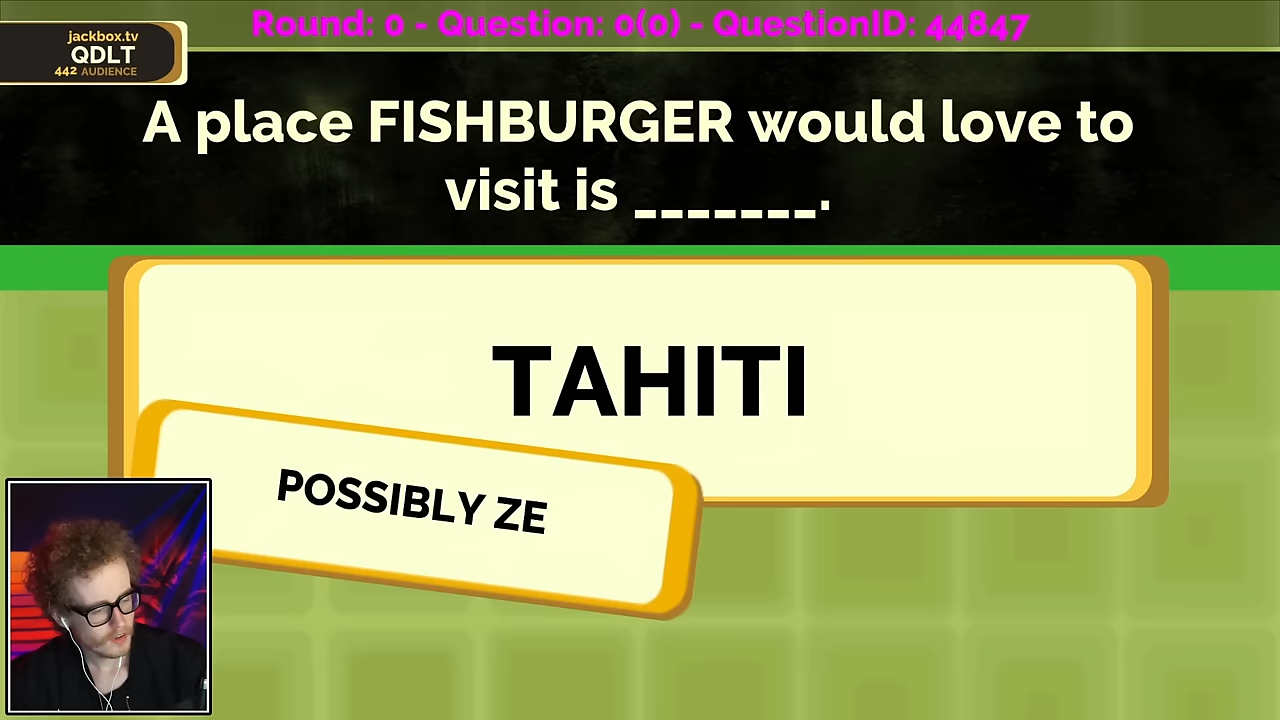 Round: 0 - Question: 0(0) - QuestionID: 44847
jackbox.tv
QDLT
442 AUDIENCE
A place FISHBURGER would love to
visit is _______.
TAHITI
POSSIBLY ZE